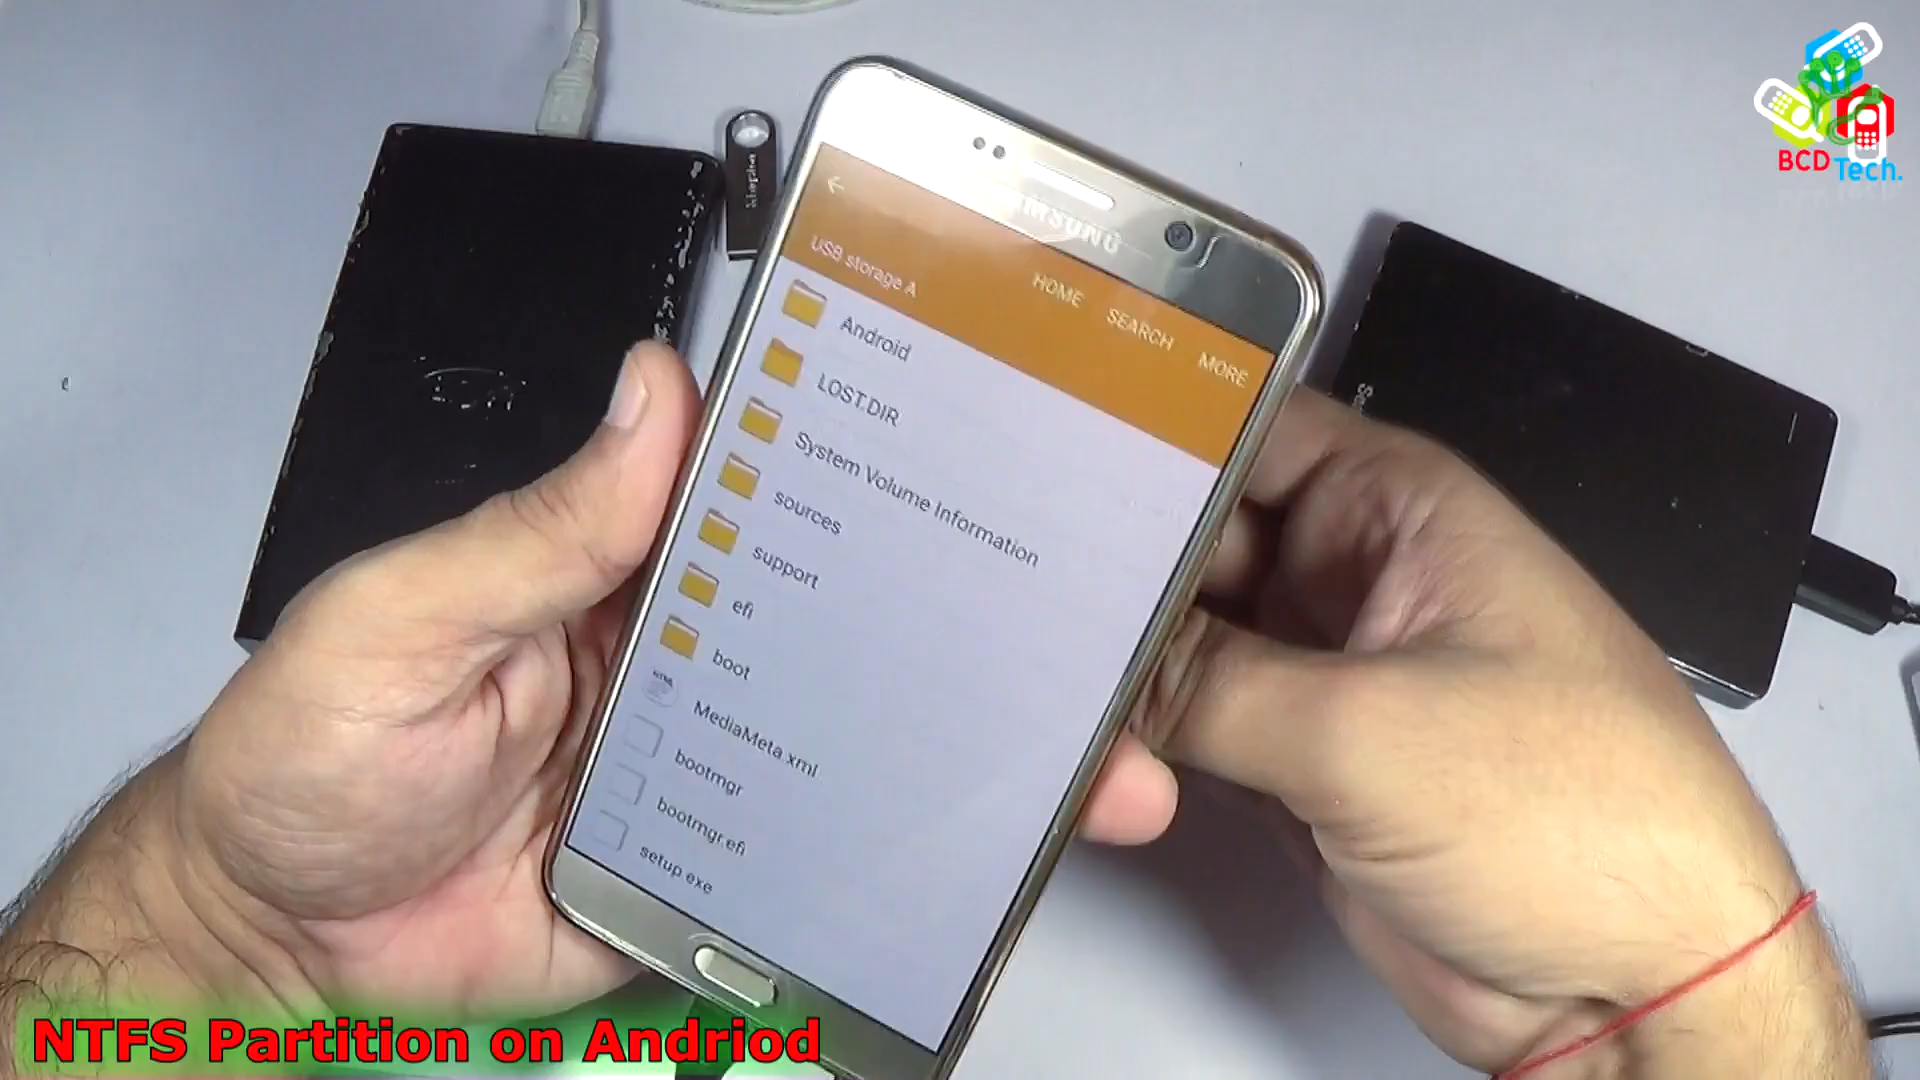 BCD
Tech.
SAMSUNG
USB storage A
HOME
SEARCH
MORE
Android
LOST.DIR
System Volume Information
sources
support
efi
boot
MediaMeta.xml
bootmgr
bootmgr.efi
setup.exe
NTFS Partition on Andriod